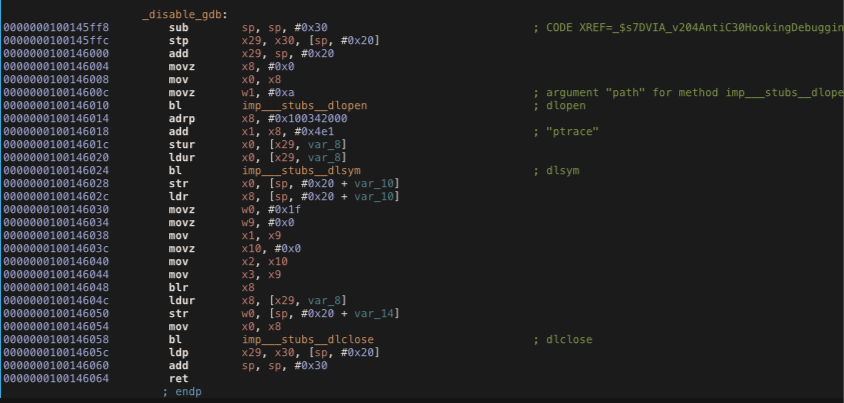 _disable_gdb:
0000000100145ff8 sub sp, sp, #0x30 ; CODE XREF=_$s7DVIA_v204AntiC30HookingDebuggin
0000000100145ffc stp x29, x30, [sp, #0x20]
0000000100146000 add x29, sp, #0x20
0000000100146004 movz x8, #0x0
0000000100146008 mov x0, x8
000000010014600c movz w1, #0xa ; argument "path" for method imp___stubs__dlope
0000000100146010 bl imp___stubs__dlopen ; dlopen
0000000100146014 adrp x8, #0x100342000
0000000100146018 add x1, x8, #0x4e1 ; "ptrace"
000000010014601c stur x0, [x29, var_8]
0000000100146020 ldur x0, [x29, var_8]
0000000100146024 bl imp___stubs__dlsym ; dlsym
0000000100146028 str x0, [sp, #0x20 + var_10]
000000010014602c ldr x8, [sp, #0x20 + var_10]
0000000100146030 movz w0, #0x1f
0000000100146034 movz w9, #0x0
0000000100146038 mov x1, x9
000000010014603c movz x10, #0x0
0000000100146040 mov x2, x10
0000000100146044 mov x3, x9
0000000100146048 blr x8
000000010014604c ldur x8, [x29, var_8]
0000000100146050 str w0, [sp, #0x20 + var_14]
0000000100146054 mov x0, x8
0000000100146058 bl imp___stubs__dlclose ; dlclose
000000010014605c ldp x29, x30, [sp, #0x20]
0000000100146060 add sp, sp, #0x30
0000000100146064 ret
; endp